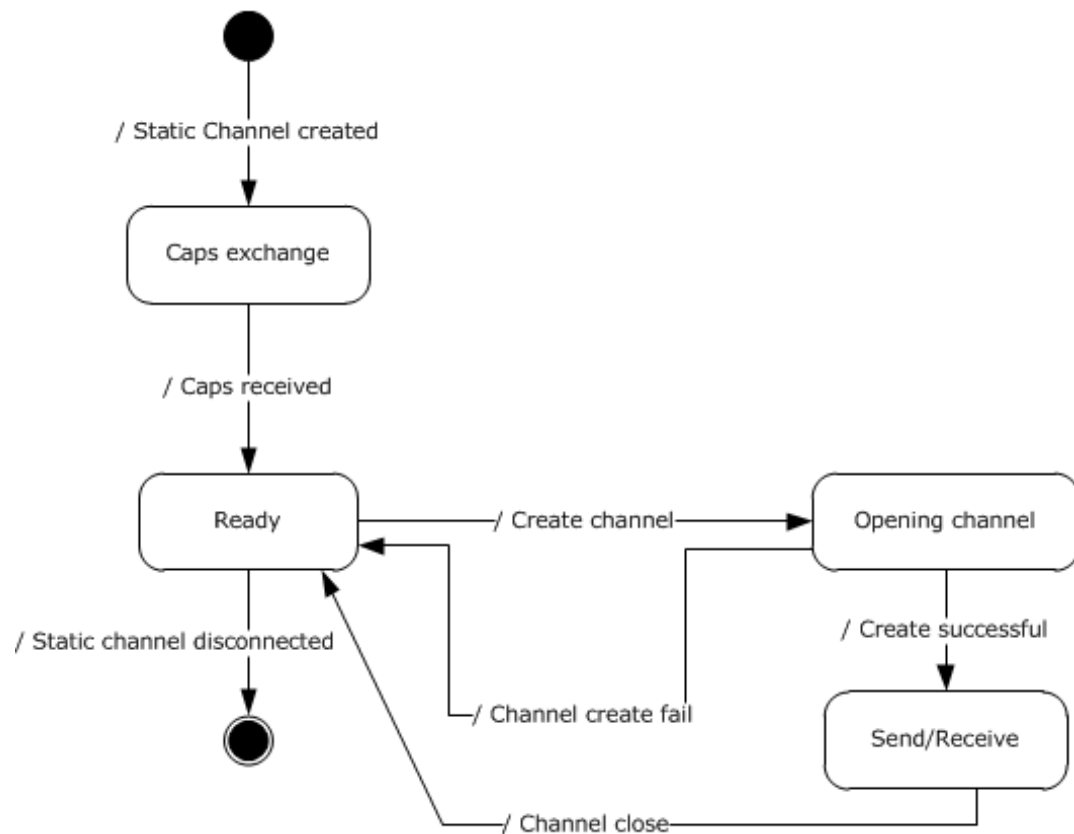 / Static Channel created
Caps exchange
/ Caps received
Ready
/ Create channel
Opening channel
/ Static channel disconnected
/ Create successful
/ Channel create fail
Send/Receive
/ Channel close